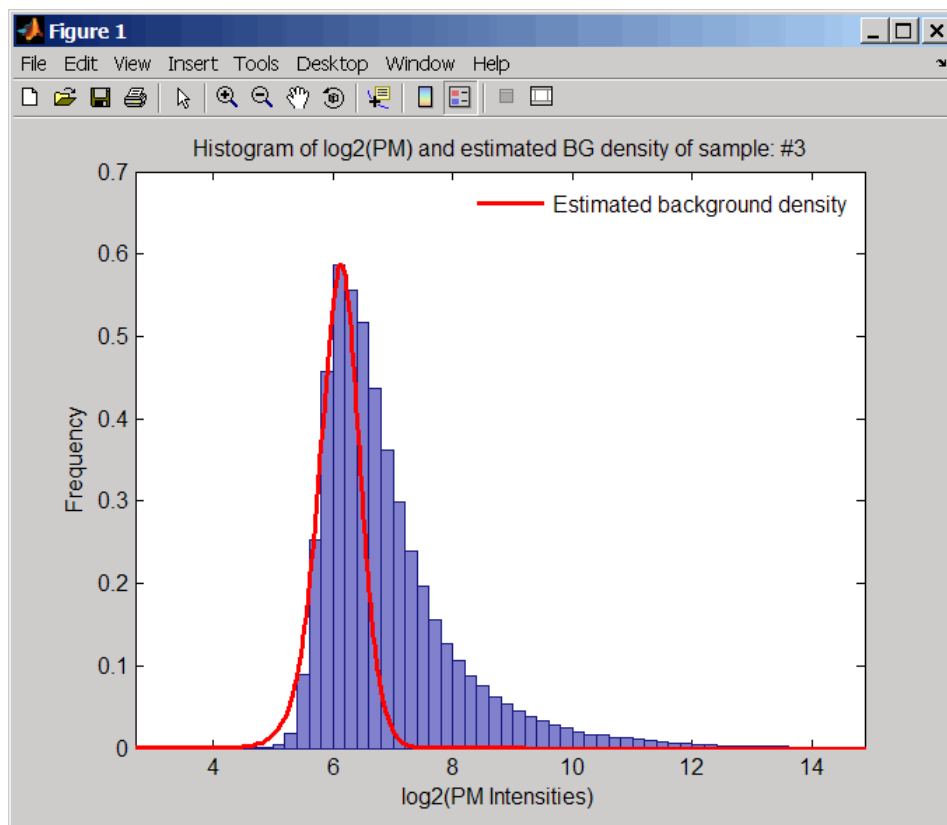 Figure 1
File Edit View Insert Tools Desktop Window Help
Histogram of log2(PM) and estimated BG density of sample: #3
Estimated background density
0.7
0.6
0.5
0.4
0.3
0.2
0.1
0
Frequency
4 6 8 10 12 14
log2(PM Intensities)